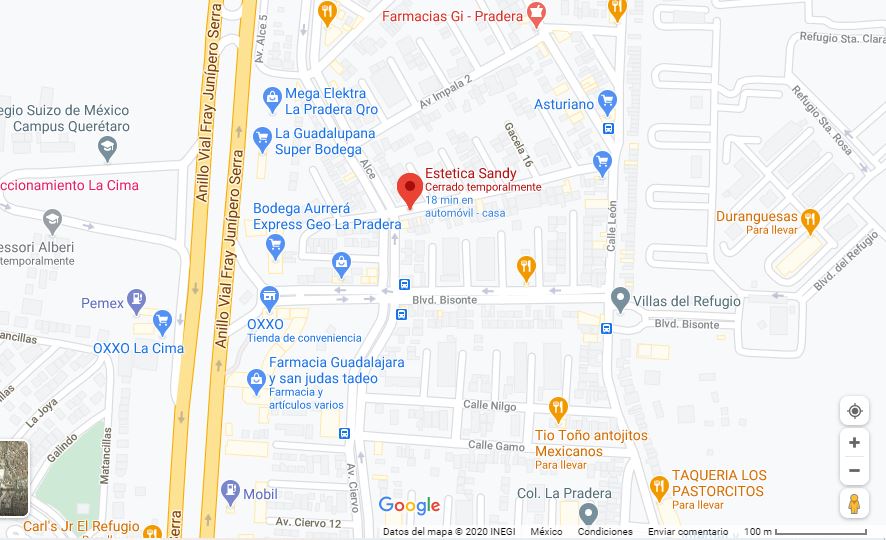 Av. Alce 5
Anillo Vial Fray Junípero Serra
Farmacias Gi - Pradera
Refugio Sta. Clara
Mega Elektra
La Pradera Qro
Av Impala 2
Asturiano
Refugio Sta. Rosa
egio Suizo de México
Campus Querétaro
La Guadalupana
Super Bodega
Alce
Gacela 16
ccionamiento La Cima
Estetica Sandy
Cerrado temporalmente
18 min en
automóvil - casa
Calle León
Bodega Aurrerá
Express Geo La Pradera
Duranguesas
Para llevar
essori Alberi
temporalmente
Anillo Vial Fray Junípero Serra
Blvd. del Refugio
Pemex
Blvd. Bisonte
Villas del Refugio
OXXO
Tienda de conveniencia
Blvd. Bisonte
OXXO La Cima
Matancillas
Farmacia Guadalajara
y san judas tadeo
Farmacia y
artículos varios
La Joya
Calle Nilgo
Galindo
Matancillas
Calle Gamo
Tio Toño antojitos
Mexicanos
Para llevar
TAQUERIA LOS
PASTORCITOS
Para llevar
Av. Ciervo
Mobil
Col. La Pradera
Google
Carl's Jr El Refugio
Serra
Av. Ciervo 12
Datos del mapa © 2020 INEGI México Condiciones Enviar comentario 100 m